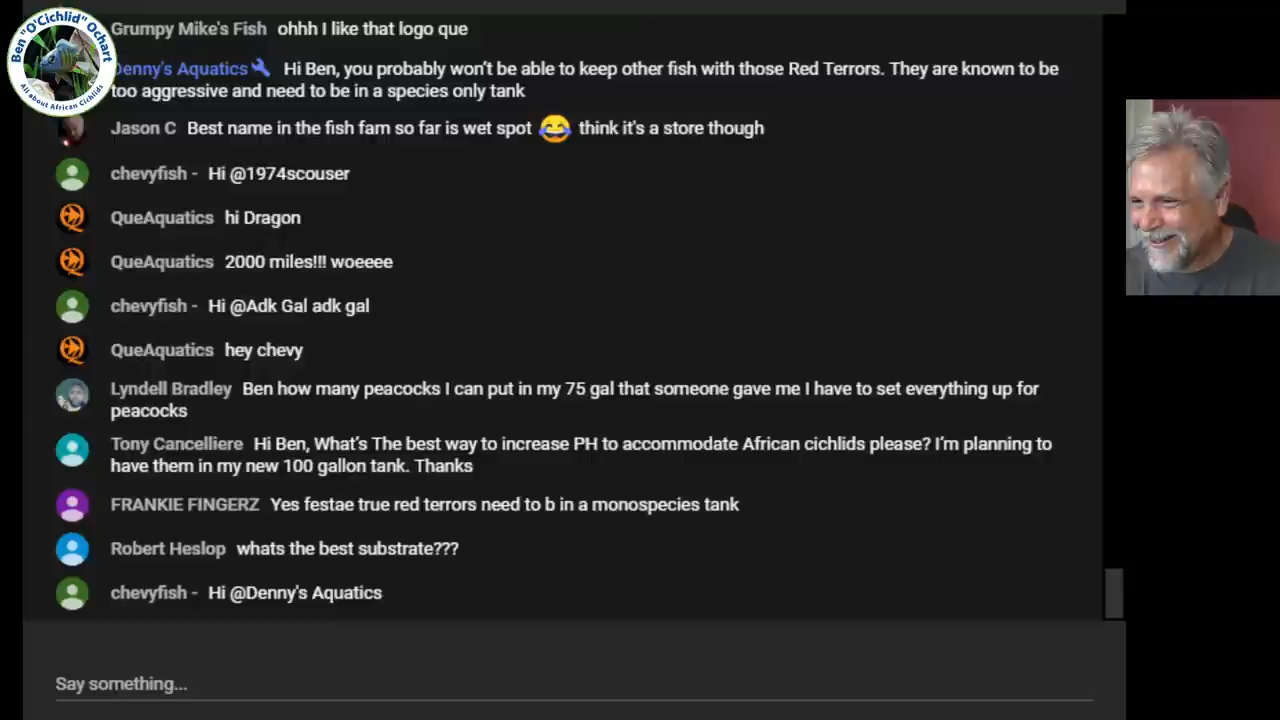 Ben "O'Cichlid" Ochart
All about African Cichlids
Grumpy Mike's Fish ohhh I like that logo que
Denny's Aquatics Hi Ben, you probably won't be able to keep other fish with those Red Terrors. They are known to be
too aggressive and need to be in a species only tank
Jason C Best name in the fish fam so far is wet spot 😂 think it's a store though
chevyfish - Hi @1974scouser
QueAquatics hi Dragon
QueAquatics 2000 miles!!! woeeee
chevyfish - Hi @Adk Gal adk gal
QueAquatics hey chevy
Lyndell Bradley Ben how many peacocks I can put in my 75 gal that someone gave me I have to set everything up for
peacocks
Tony Cancelliere Hi Ben, What's The best way to increase PH to accommodate African cichlids please? I'm planning to
have them in my new 100 gallon tank. Thanks
FRANKIE FINGERZ Yes festae true red terrors need to b in a monospecies tank
Robert Heslop whats the best substrate???
chevyfish - Hi @Denny's Aquatics
Say something...